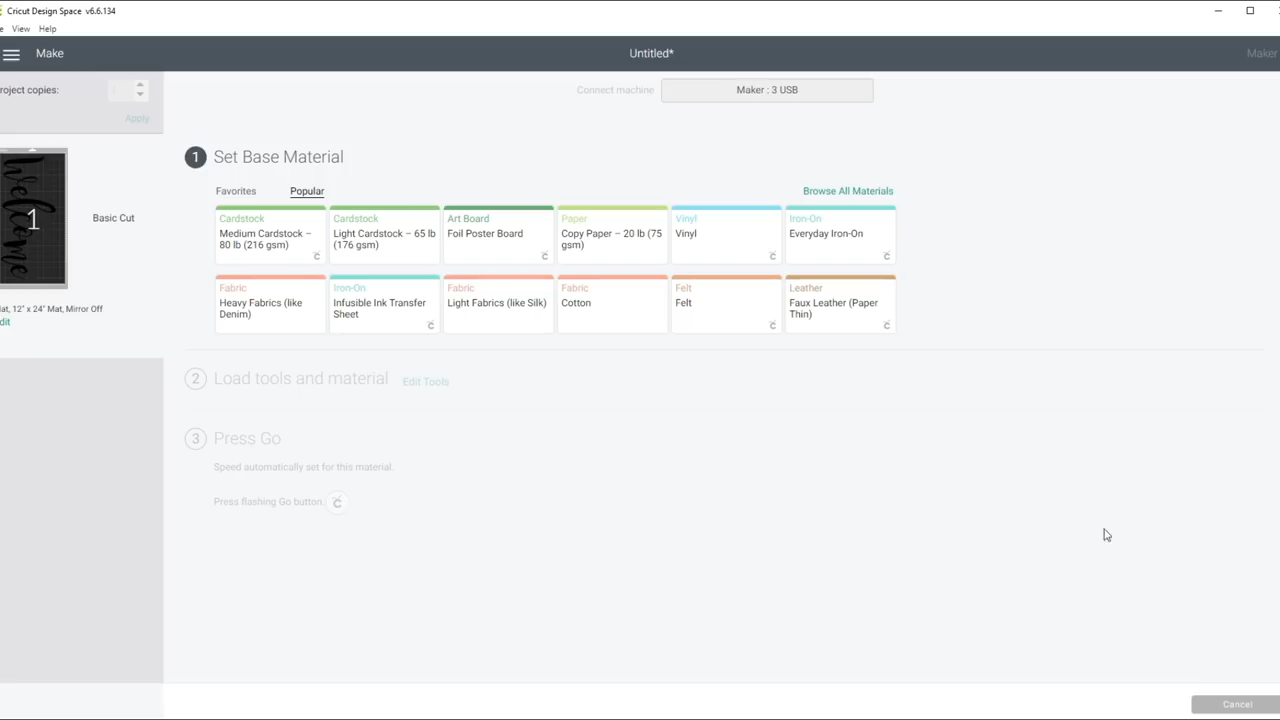 Cricut Design Space v6.6.134
View Help
Make
Untitled*
Maker
roject copies:
1
Apply
Connect machine
Maker : 3 USB
1 Set Base Material
Favorites Popular Browse All Materials
Cardstock
Medium Cardstock –
80 lb (216 gsm)
Cardstock
Light Cardstock – 65 lb
(176 gsm)
Art Board
Foil Poster Board
Paper
Copy Paper – 20 lb (75
gsm)
Vinyl
Vinyl
Iron-On
Everyday Iron-On
Fabric
Heavy Fabrics (like
Denim)
Iron-On
Infusible Ink Transfer
Sheet
Fabric
Light Fabrics (like Silk)
Fabric
Cotton
Felt
Felt
Leather
Faux Leather (Paper
Thin)
Welcome
1
Basic Cut
at, 12" x 24" Mat, Mirror Off
dit
2 Load tools and material Edit Tools
3 Press Go
Speed automatically set for this material.
Press flashing Go button
Cancel